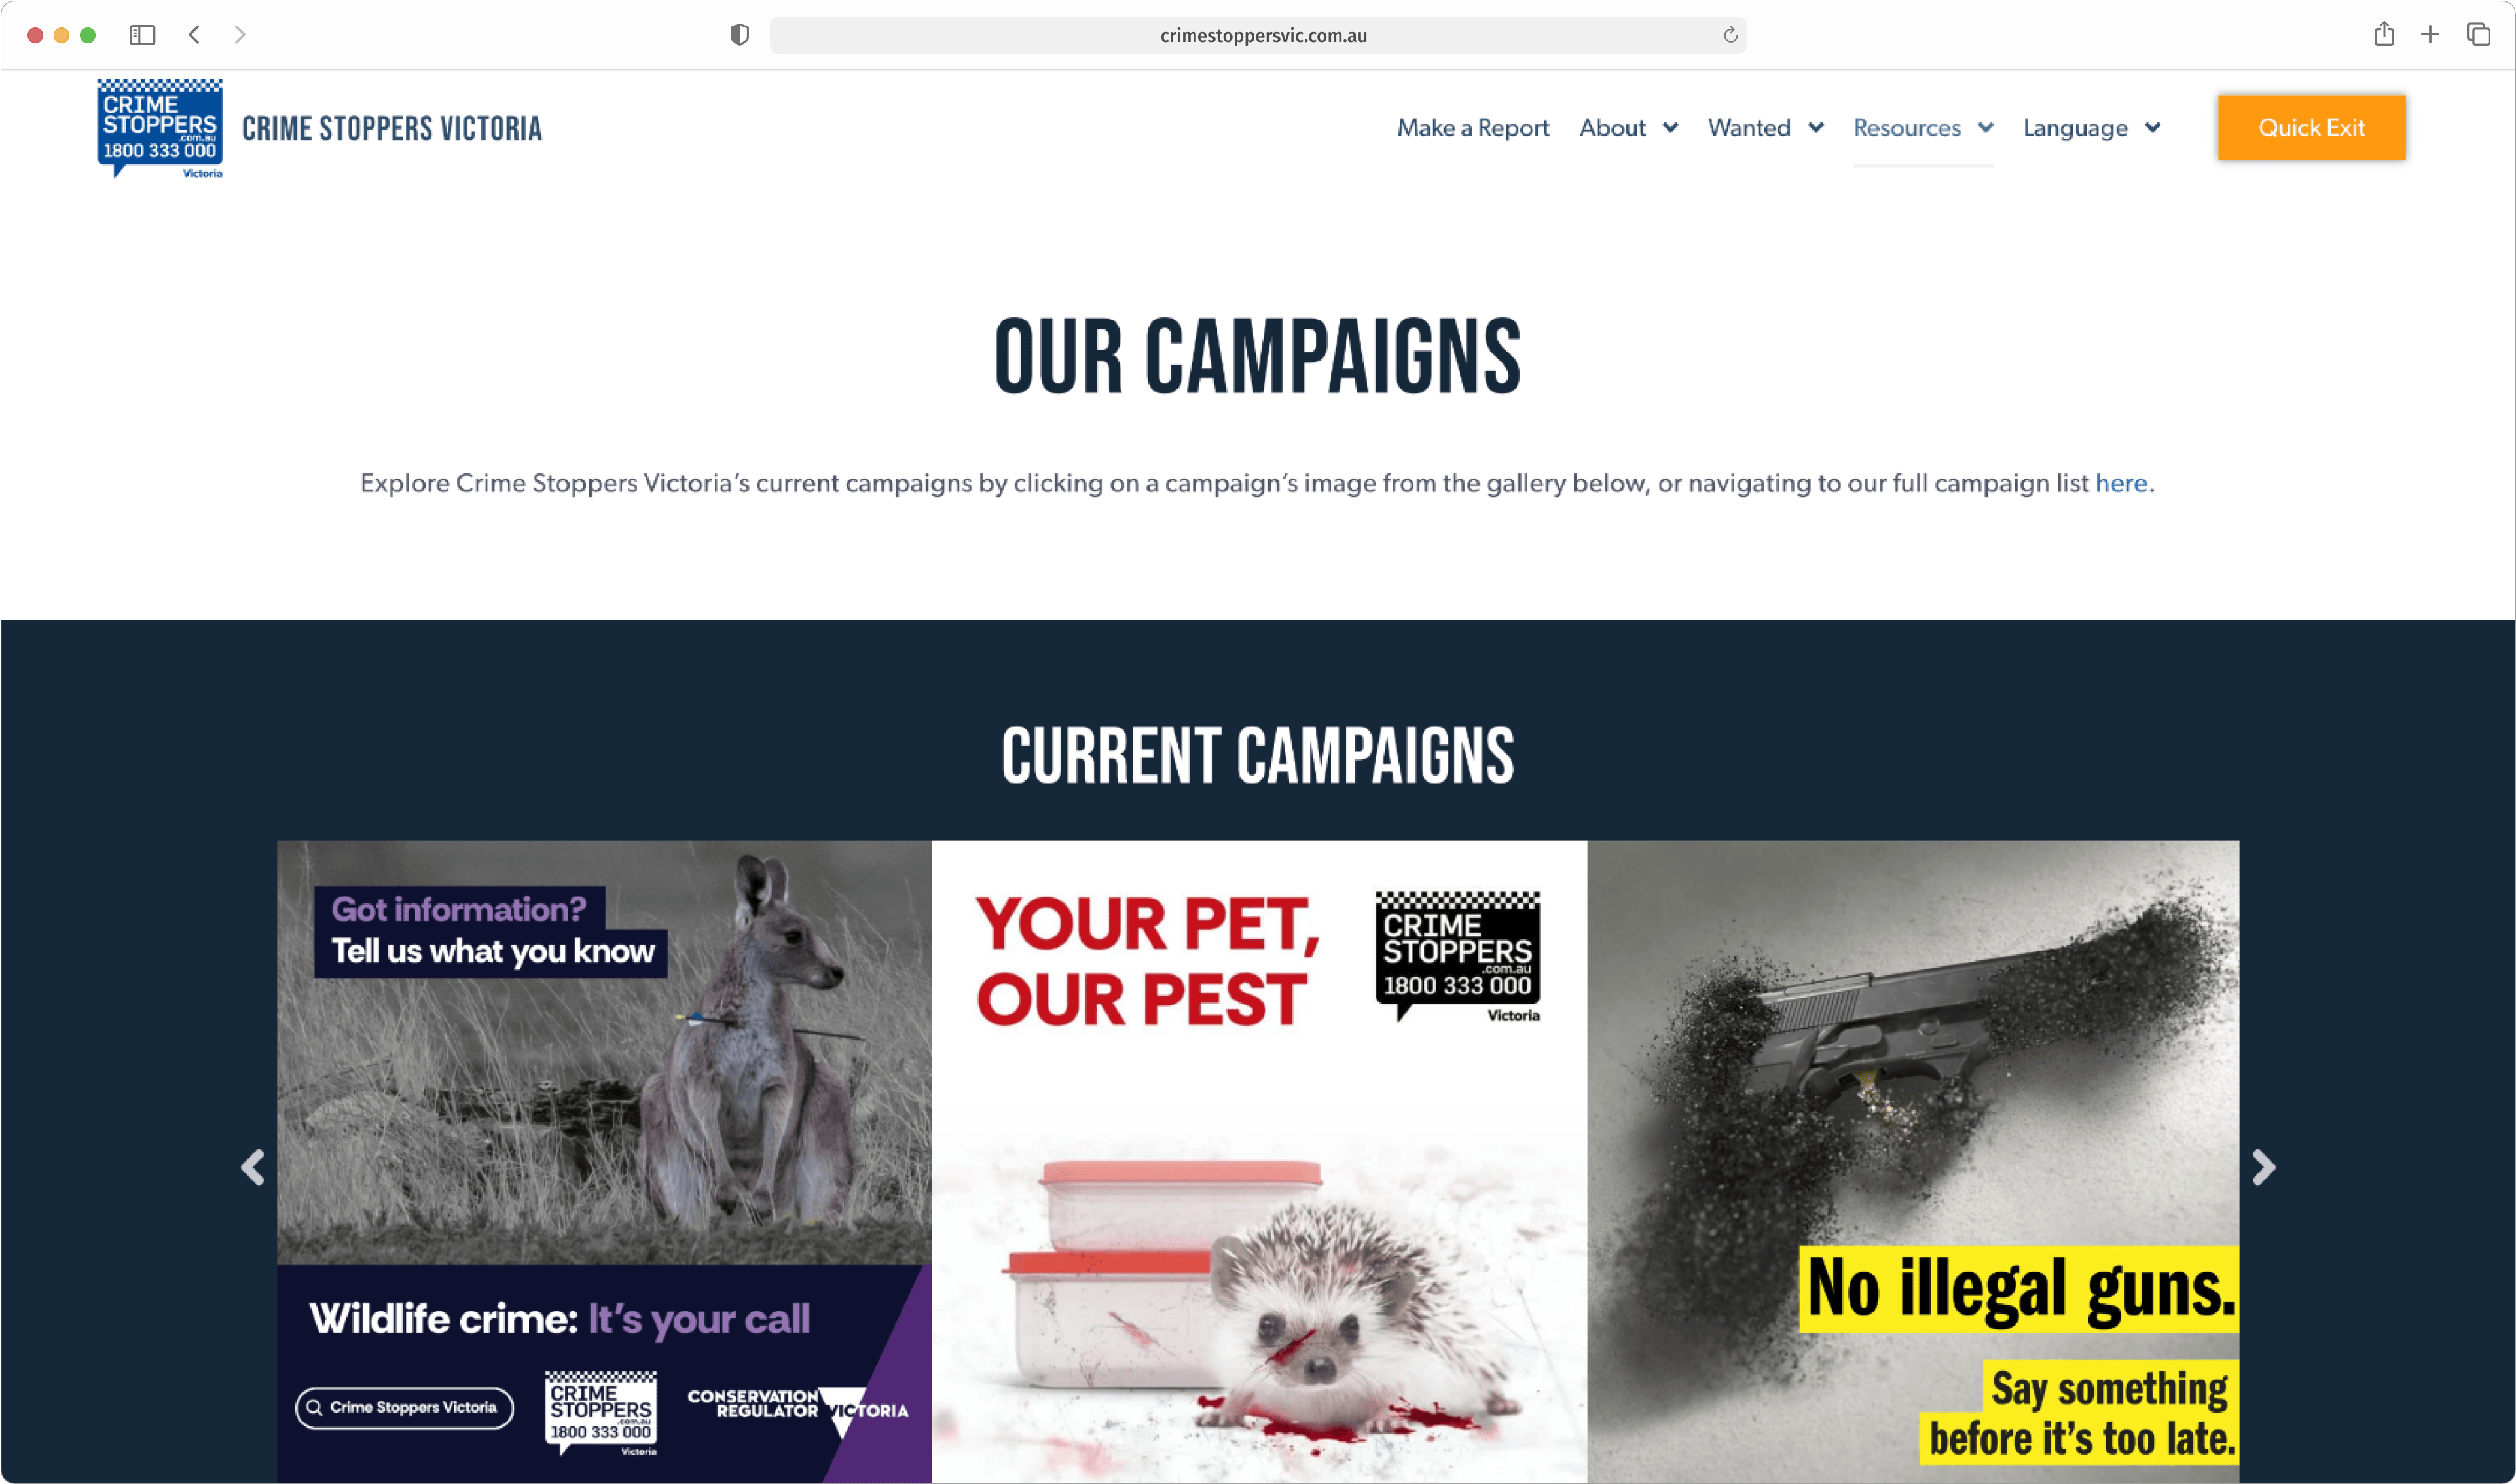 crimestoppersvic.com.au
CRIME
STOPPERS
.com.au
1800 333 000
Victoria
CRIME STOPPERS VICTORIA
Make a Report
About
Wanted
Resources
Language
Quick Exit
OUR CAMPAIGNS
Explore Crime Stoppers Victoria's current campaigns by clicking on a campaign's image from the gallery below, or navigating to our full campaign list here.
CURRENT CAMPAIGNS
Got information?
Tell us what you know
Wildlife crime: It's your call
Crime Stoppers Victoria
CRIME
STOPPERS
.com.au
1800 333 000
Victoria
CONSERVATION
REGULATOR
VICTORIA
YOUR PET,
OUR PEST
CRIME
STOPPERS
.com.au
1800 333 000
Victoria
No illegal guns.
Say something
before it's too late.